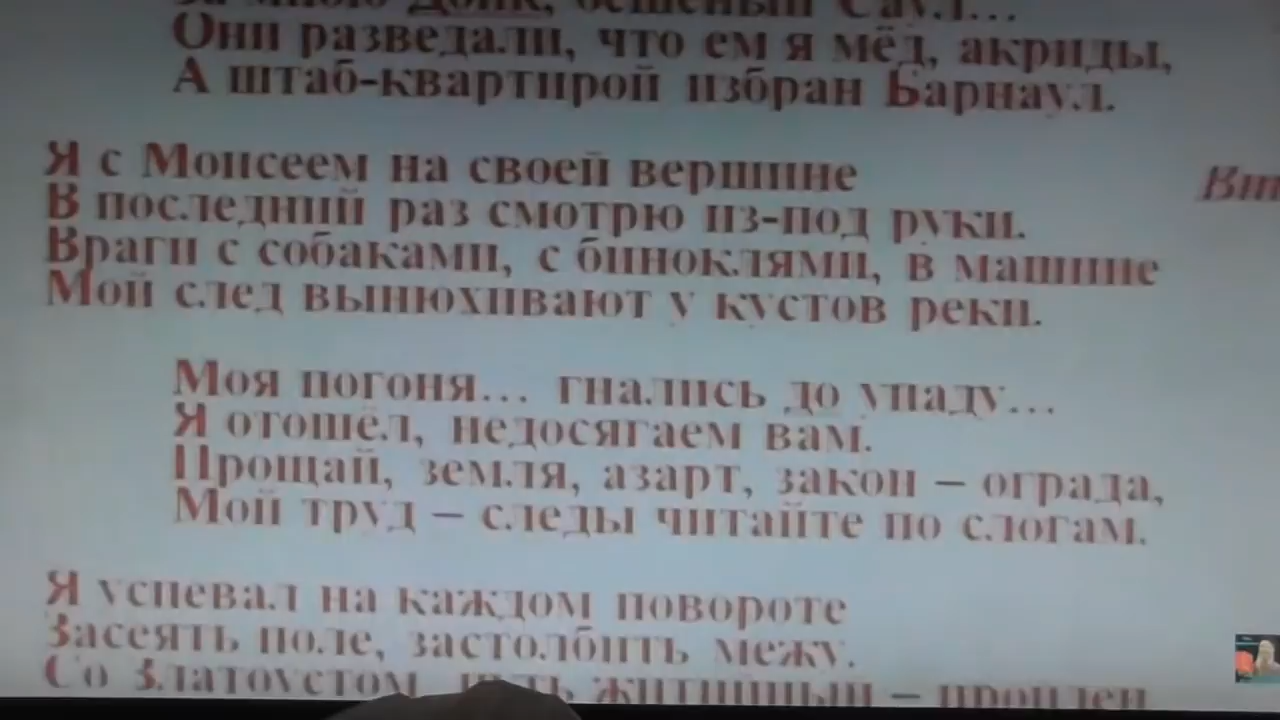 Они разведали, что ем я мёд, акриды,
А штаб-квартирой избран Барнаул.
Я с Моисеем на своей вершине
В последний раз смотрю из-под руки.
Враги с собаками, с биноклями, в машине
Мой след вынюхивают у кустов реки.
Моя погоня… гнались до упаду…
Я отошёл, недосягаем вам.
Прощай, земля, азарт, закон – ограда,
Мой труд – следы читайте по слогам.
Я успевал на каждом повороте
Засеять поле, застолбить межу.
Со Златоустом